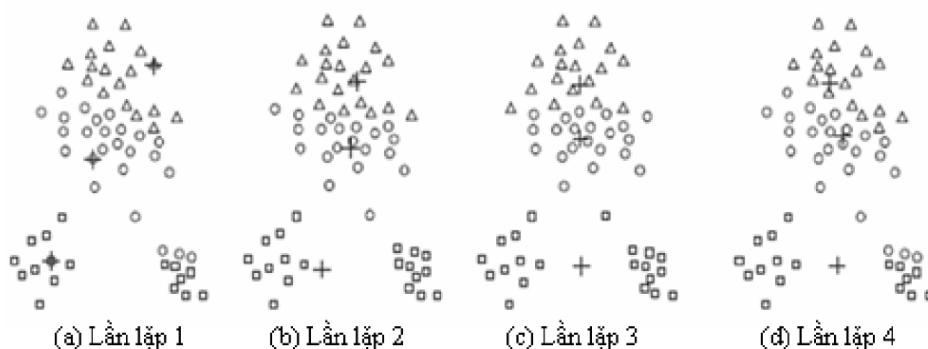 (a) Lần lặp 1
(b) Lần lặp 2
(c) Lần lặp 3
(d) Lần lặp 4